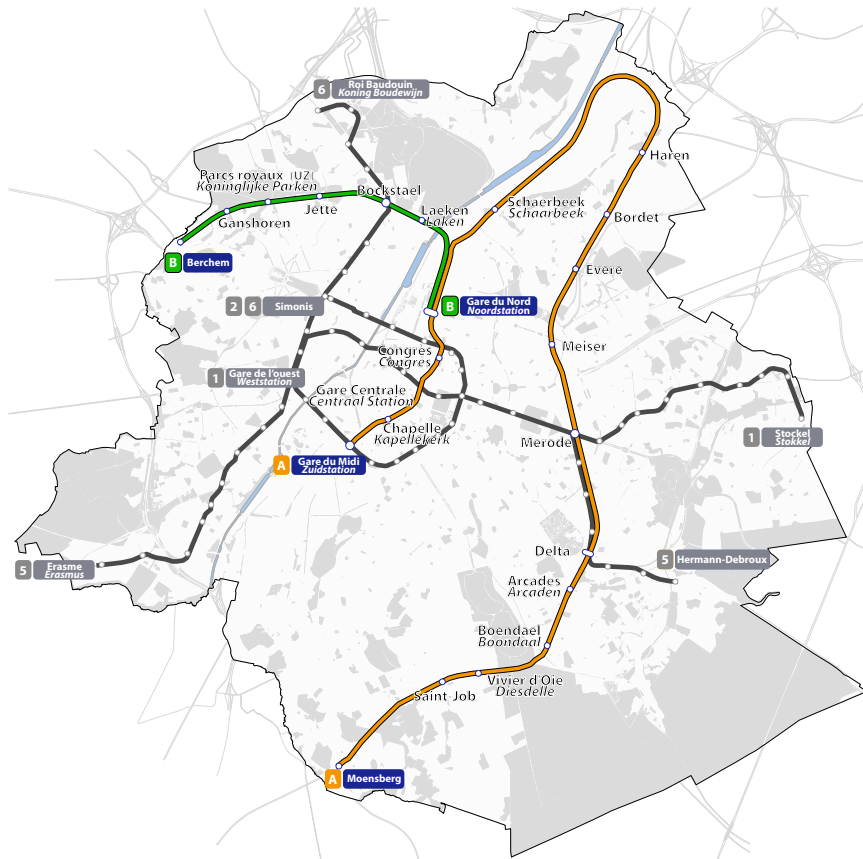 6
Roi Baudouin
Koning Boudewijn
Haren
Parcs royaux (UZ)
Koninglijke Parken
Bockstael
Schaerbeek
Schaarbeek
Jette
Laeken
Laken
Ganshoren
Bordet
B
Berchem
Evere
2
6
Simonis
B
Gare du Nord
Noordstation
Meiser
Congres
Congres
1
Gare de l'ouest
Weststation
Gare Centrale
Centraal Station
Chapelle
Kapellekerk
Merode
1
Stockel
Stokkel
A
Gare du Midi
Zuidstation
Delta
5
Hermann-Debroux
5
Erasme
Erasmus
Arcades
Arcaden
Boendael
Boondaal
Vivier d'Oie
Diesdelle
Saint-Job
A
Moensberg